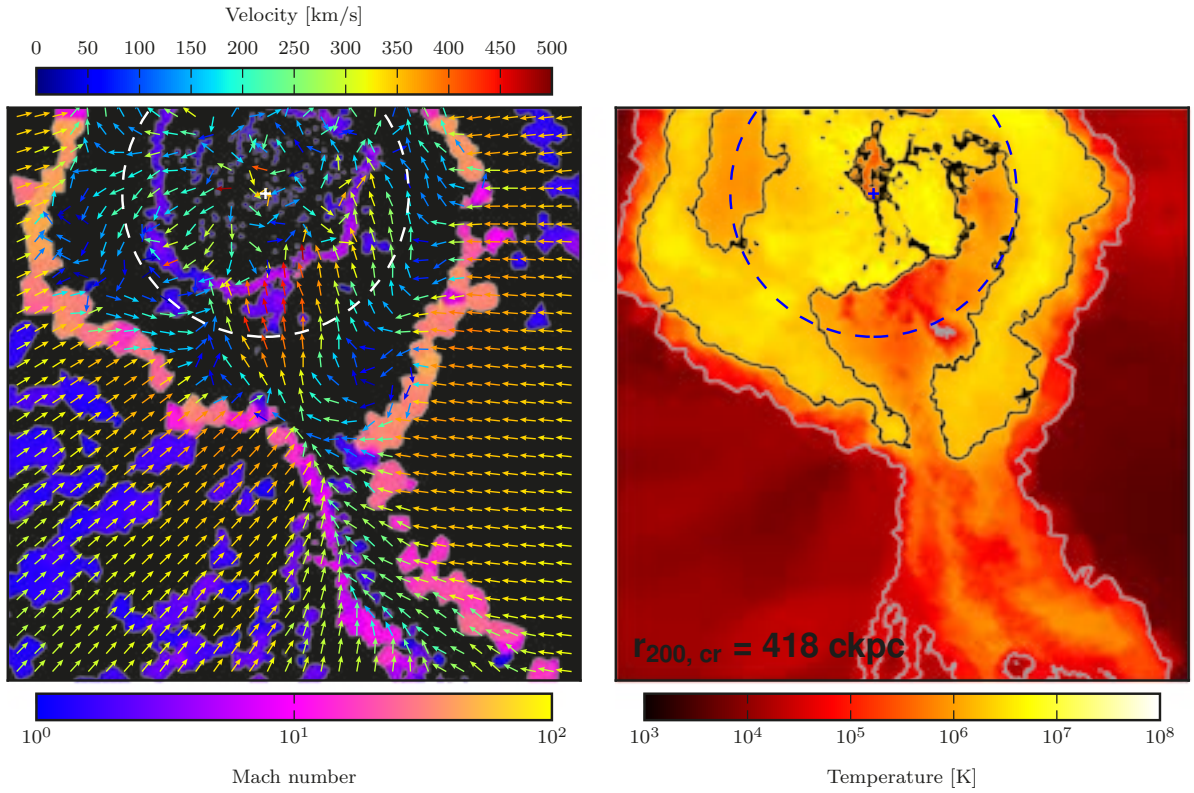 Velocity [km/s]
0 50 100 150 200 250 300 350 400 450 500
r200, cr = 418 ckpc
10^0 10^1 10^2
Mach number
10^3 10^4 10^5 10^6 10^7 10^8
Temperature [K]